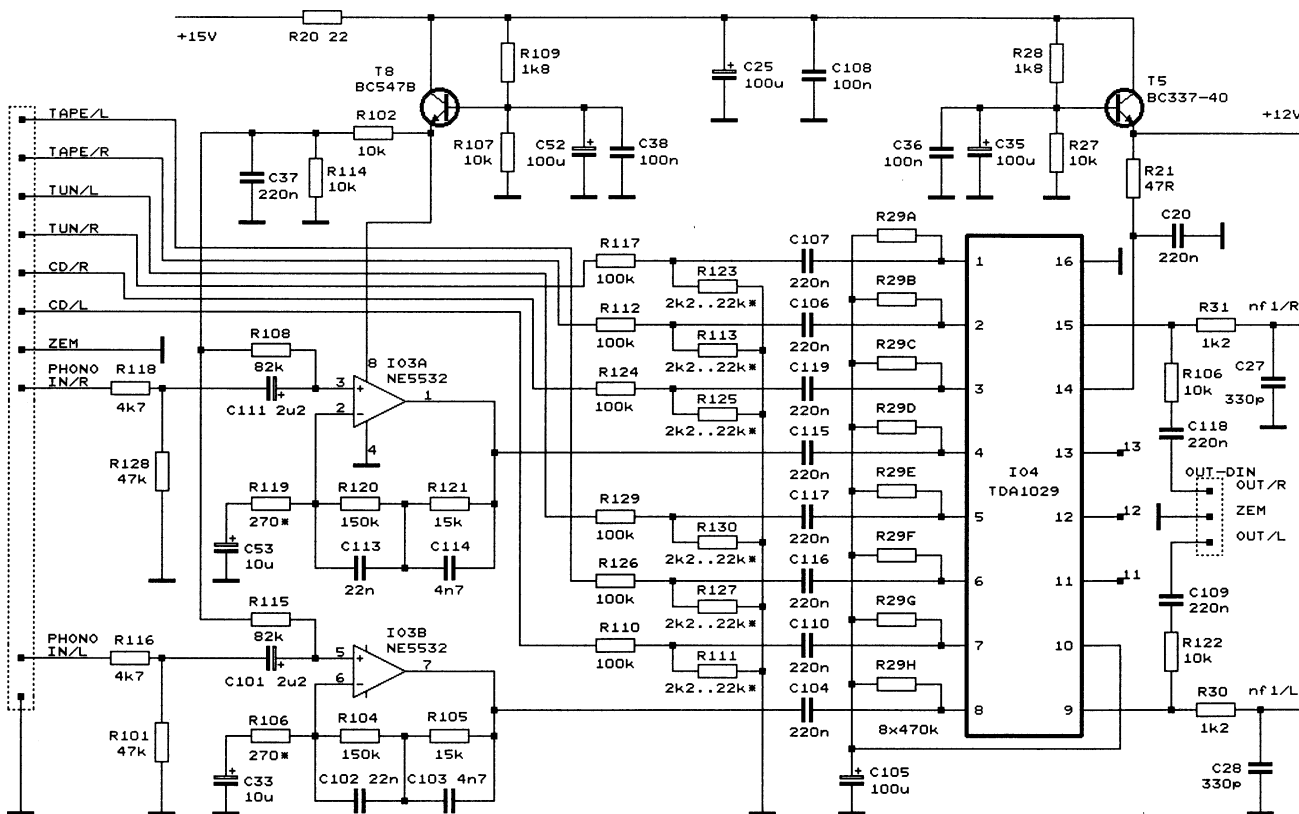 +15V
R20 22
T8
BC547B
R109
1k8
C25
100u
C108
100n
R28
1k8
T5
BC337-40
+12V
TAPE/L
TAPE/R
TUN/L
TUN/R
CD/R
CD/L
ZEM
PHONO
IN/R
R102
10k
C37
220n
R114
10k
R107
10k
C52
100u
C38
100n
C36
100n
C35
100u
R27
10k
R21
47R
C20
220n
R117
100k
R123
2k2..22k*
C107
220n
R29A
1
16
R112
100k
R113
2k2..22k*
C106
220n
R29B
2
15
R31
1k2
nf1/R
R124
100k
R125
2k2..22k*
C119
220n
R29C
3
14
R106
10k
C27
330p
C115
220n
R29D
4
13
13
C118
220n
R118
4k7
R108
82k
C111 2u2
8
IO3A
NE5532
3
2
1
4
R128
47k
R119
270*
R120
150k
R121
15k
C53
10u
C113
22n
C114
4n7
R129
100k
R130
2k2..22k*
C117
220n
R29E
5
12
12
IO4
TDA1029
OUT-DIN
OUT/R
ZEM
OUT/L
R126
100k
R127
2k2..22k*
C116
220n
R29F
6
11
11
C109
220n
R110
100k
R111
2k2..22k*
C110
220n
R29G
7
10
R122
10k
C104
220n
R29H
8
9
R30
1k2
nf1/L
8x470k
C105
100u
C28
330p
PHONO
IN/L
R116
4k7
R115
82k
C101 2u2
IO3B
NE5532
5
6
7
R101
47k
R106
270*
R104
150k
R105
15k
C33
10u
C102 22n
C103 4n7